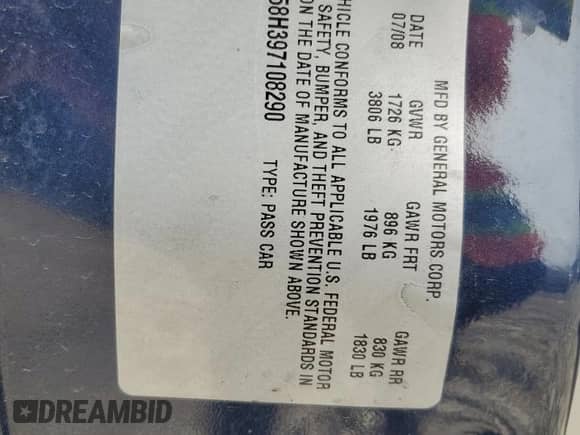 MFD BY GENERAL MOTORS CORP.
DATE GVWR GAWR FRT GAWR RR
07/08 1726 KG 896 KG 830 KG
3806 LB 1976 LB 1830 LB
HICLE CONFORMS TO ALL APPLICABLE U.S. FEDERAL MOTOR
SAFETY, BUMPER, AND THEFT PREVENTION STANDARDS IN
ON THE DATE OF MANUFACTURE SHOWN ABOVE.
58H397108290 TYPE: PASS CAR
DREAMBID